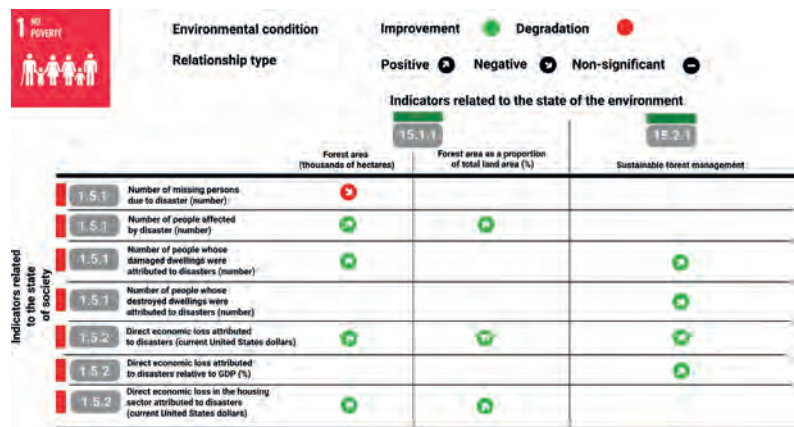 1 NO
POVERTY
Environmental condition
Improvement
Degradation
Relationship type
Positive
Negative
Non-significant
Indicators related to the state of the environment
15.1.1
15.2.1
Forest area
(thousands of hectares)
Forest area as a proportion
of total land area (%)
Sustainable forest management
Indicators related
to the state
of society
1.5.1
Number of missing persons
due to disaster (number)
1.5.1
Number of people affected
by disaster (number)
1.5.1
Number of people whose
damaged dwellings were
attributed to disasters (number)
1.5.1
Number of people whose
destroyed dwellings were
attributed to disasters (number)
1.5.2
Direct economic loss attributed
to disasters (current United States dollars)
1.5.2
Direct economic loss attributed
to disasters relative to GDP (%)
1.5.2
Direct economic loss in the housing
sector attributed to disasters
(current United States dollars)